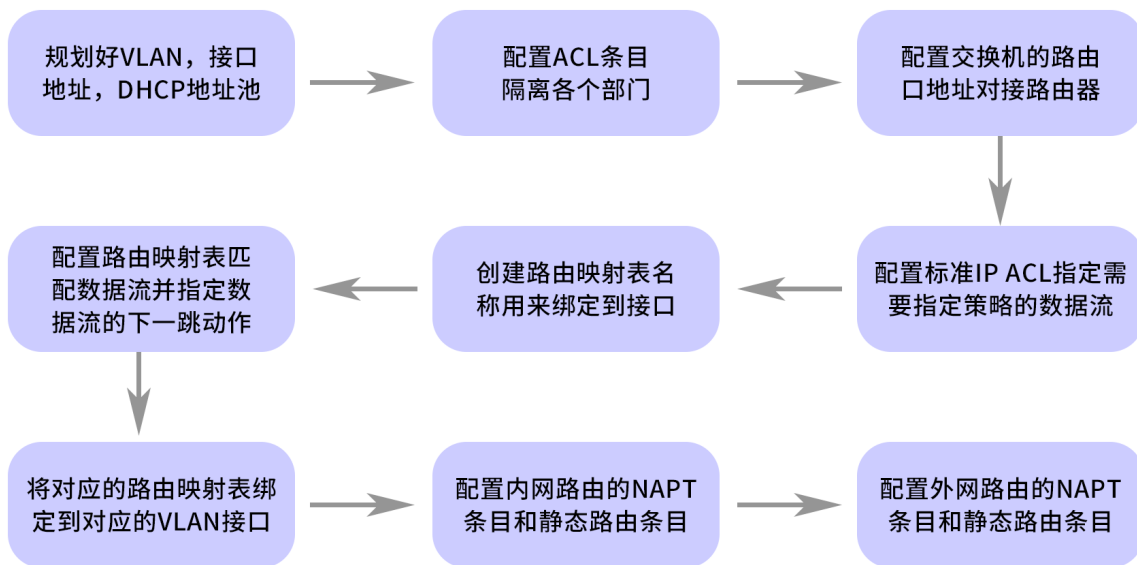 规划好VLAN，接口
地址，DHCP地址池
配置ACL条目
隔离各个部门
配置交换机的路由
口地址对接路由器
配置标准IP ACL指定需
要指定策略的数据流
创建路由映射表名
称用来绑定到接口
配置路由映射表匹
配数据流并指定数
据流的下一跳动作
将对应的路由映射表绑
定到对应的VLAN接口
配置内网路由的NAPT
条目和静态路由条目
配置外网路由的NAPT
条目和静态路由条目